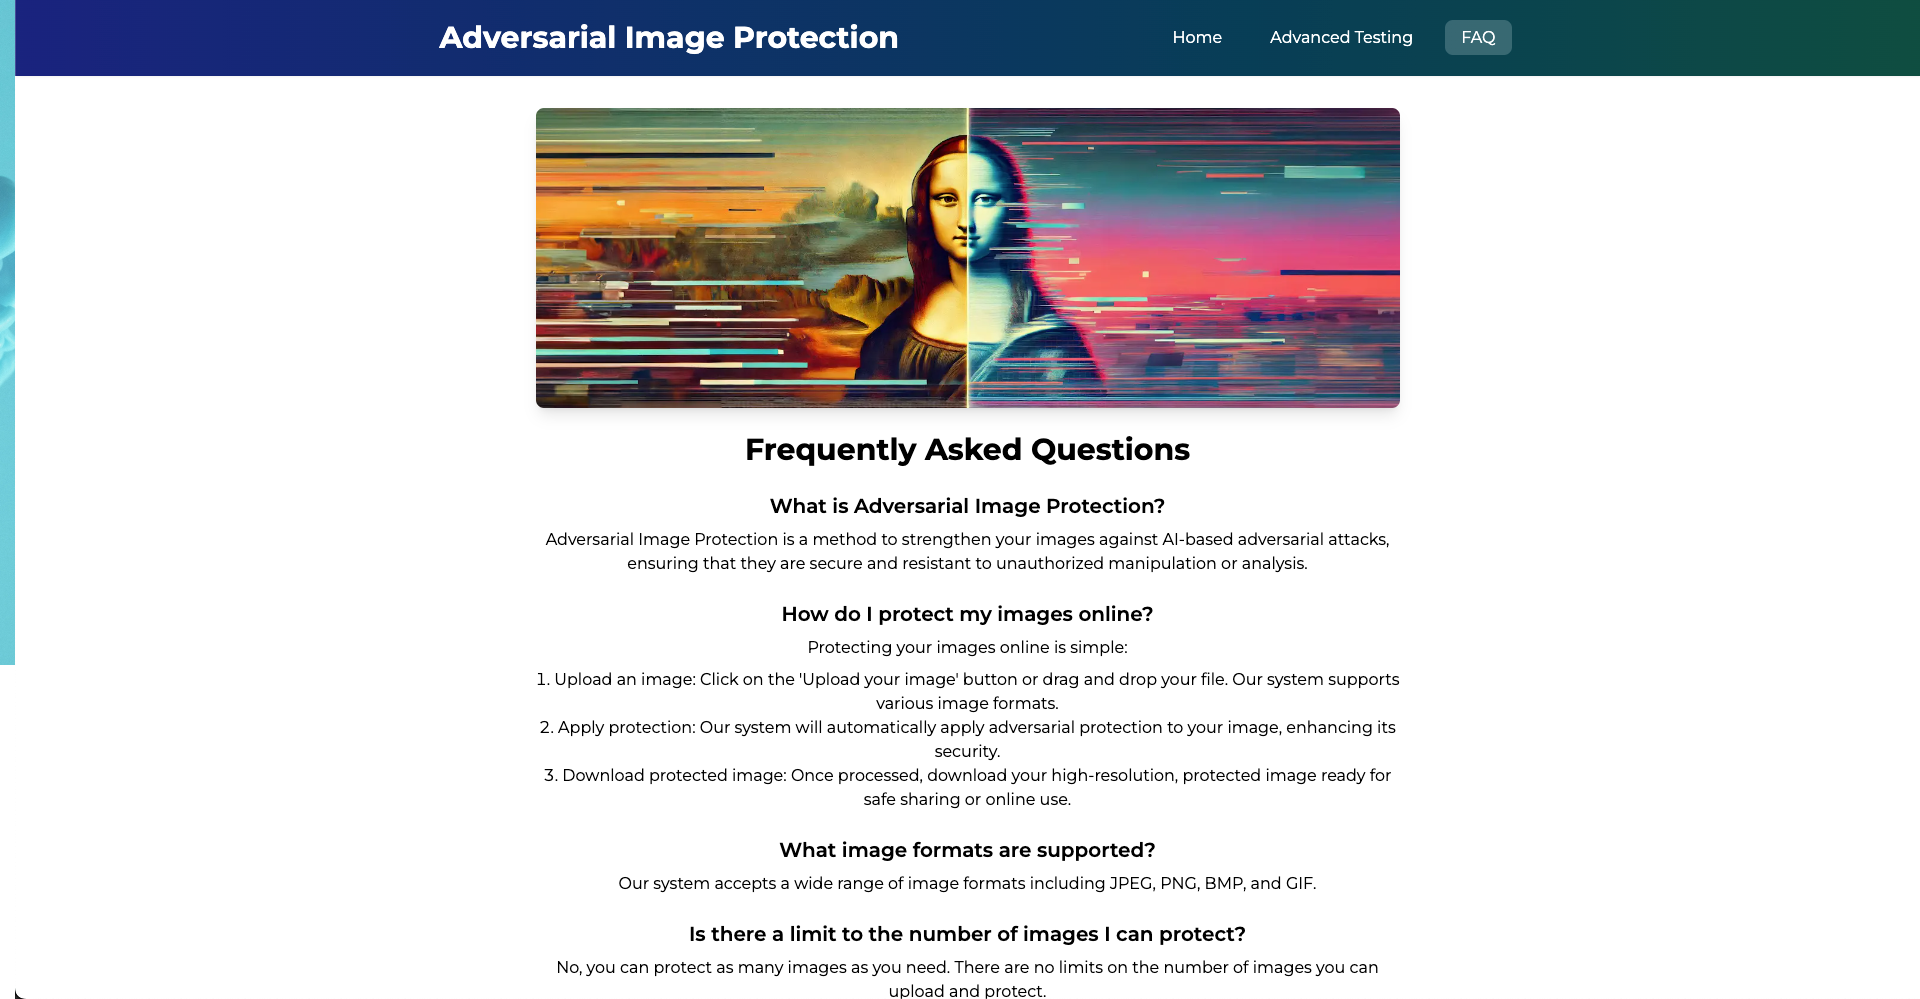 Adversarial Image Protection
Home
Advanced Testing
FAQ
Frequently Asked Questions
What is Adversarial Image Protection?
Adversarial Image Protection is a method to strengthen your images against AI-based adversarial attacks,
ensuring that they are secure and resistant to unauthorized manipulation or analysis.
How do I protect my images online?
Protecting your images online is simple:
1. Upload an image: Click on the 'Upload your image' button or drag and drop your file. Our system supports
various image formats.
2. Apply protection: Our system will automatically apply adversarial protection to your image, enhancing its
security.
3. Download protected image: Once processed, download your high-resolution, protected image ready for
safe sharing or online use.
What image formats are supported?
Our system accepts a wide range of image formats including JPEG, PNG, BMP, and GIF.
Is there a limit to the number of images I can protect?
No, you can protect as many images as you need. There are no limits on the number of images you can
upload and protect.